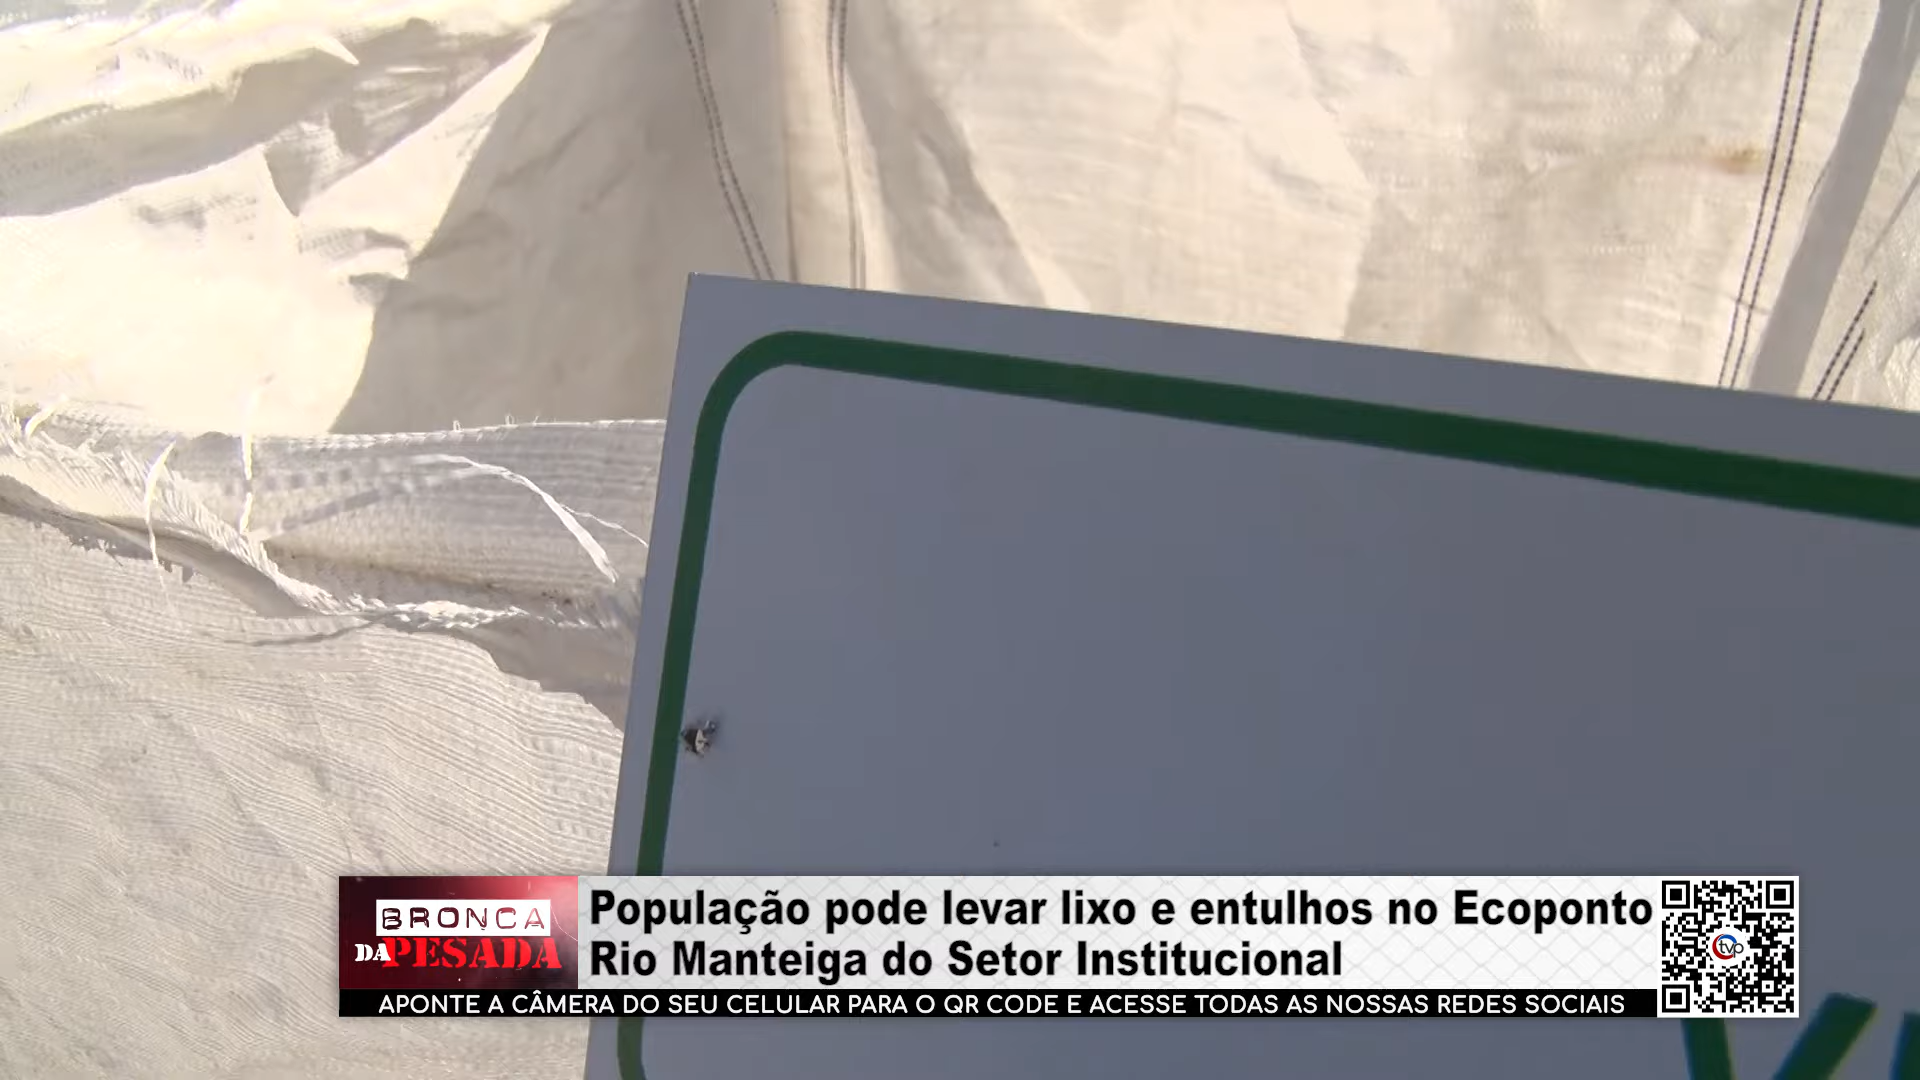 BRONCA
DA PESADA
População pode levar lixo e entulhos no Ecoponto
Rio Manteiga do Setor Institucional
tvp
APONTE A CÂMERA DO SEU CELULAR PARA O QR CODE E ACESSE TODAS AS NOSSAS REDES SOCIAIS